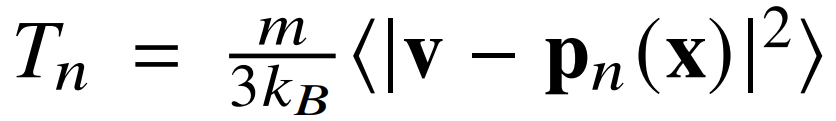 $T_n = \frac{m}{3k_B} \langle |\mathbf{v} - \mathbf{p}_n(\mathbf{x})|^2 \rangle$